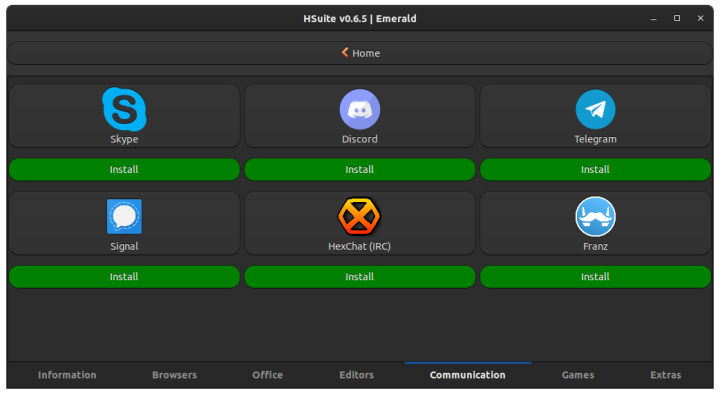 HSuite v0.6.5 | Emerald
Home
Skype
Discord
Telegram
Install
Install
Install
Signal
HexChat (IRC)
Franz
Install
Install
Install
Information
Browsers
Office
Editors
Communication
Games
Extras